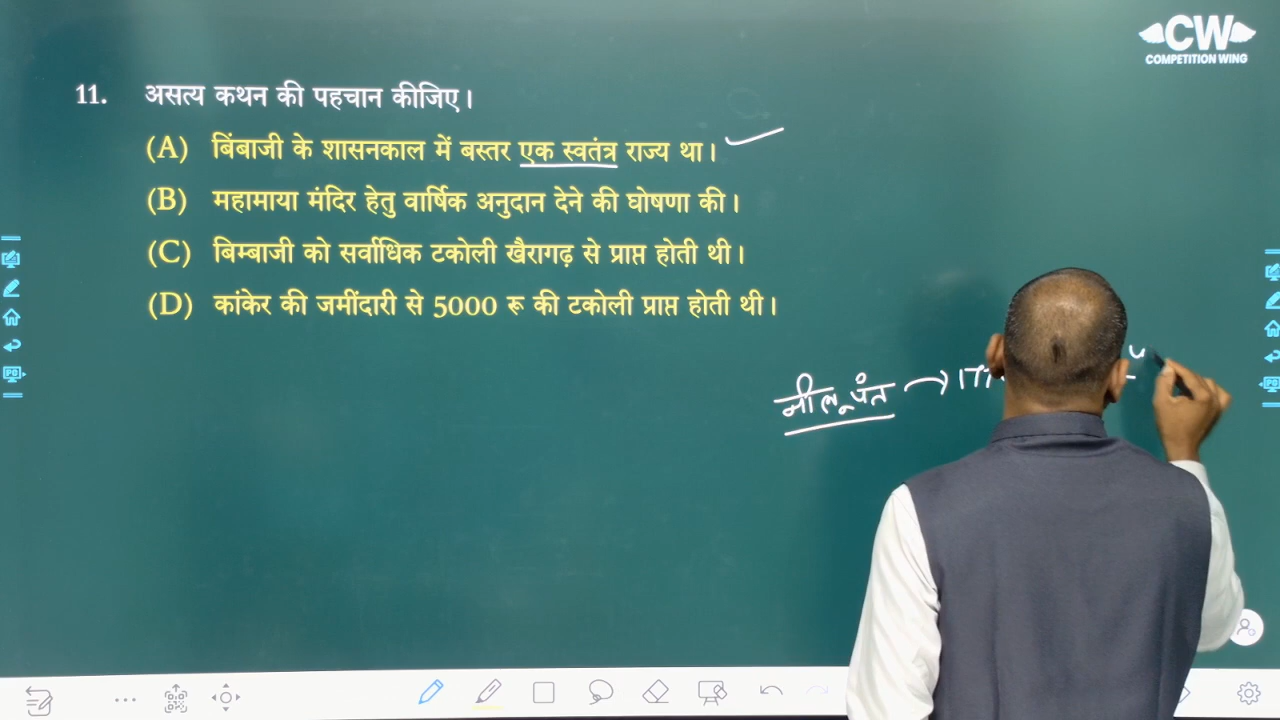 CW
COMPETITION WING
11. असत्य कथन की पहचान कीजिए।
(A) बिंबाजी के शासनकाल में बस्तर एक स्वतंत्र राज्य था।
(B) महामाया मंदिर हेतु वार्षिक अनुदान देने की घोषणा की।
(C) बिम्बाजी को सर्वाधिक टकोली खैरागढ़ से प्राप्त होती थी।
(D) कांकेर की जमींदारी से 5000 रू की टकोली प्राप्त होती थी।
नीलू पंत → 177